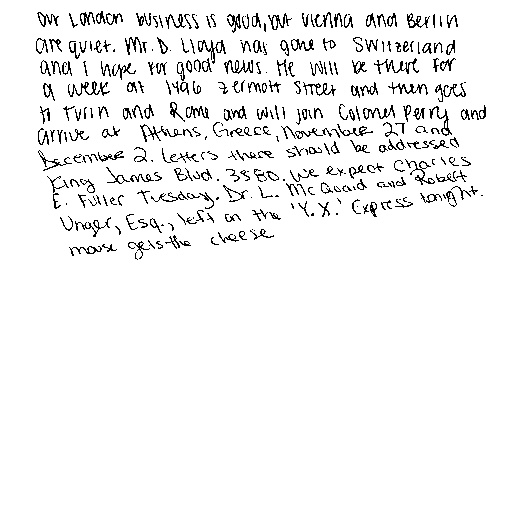 our London business is good, but Vienna and Berlin
are quiet. Mr. D. Lloyd has gone to Switzerland
and I hope for good news. He will be there for
a week at 1496 Zermott Street and then goes
to Turin and Rome and will join Colonel Perry and
arrive at Athens, Greece, November 27 and
December 2. Letters there should be addressed
King James Blvd. 3580. We expect Charles
E. Fuller Tuesday. Dr. L. McQuaid and Robert
Unger, Esq., left on the 'Y.X.' Express tonight.
mouse gets the cheese